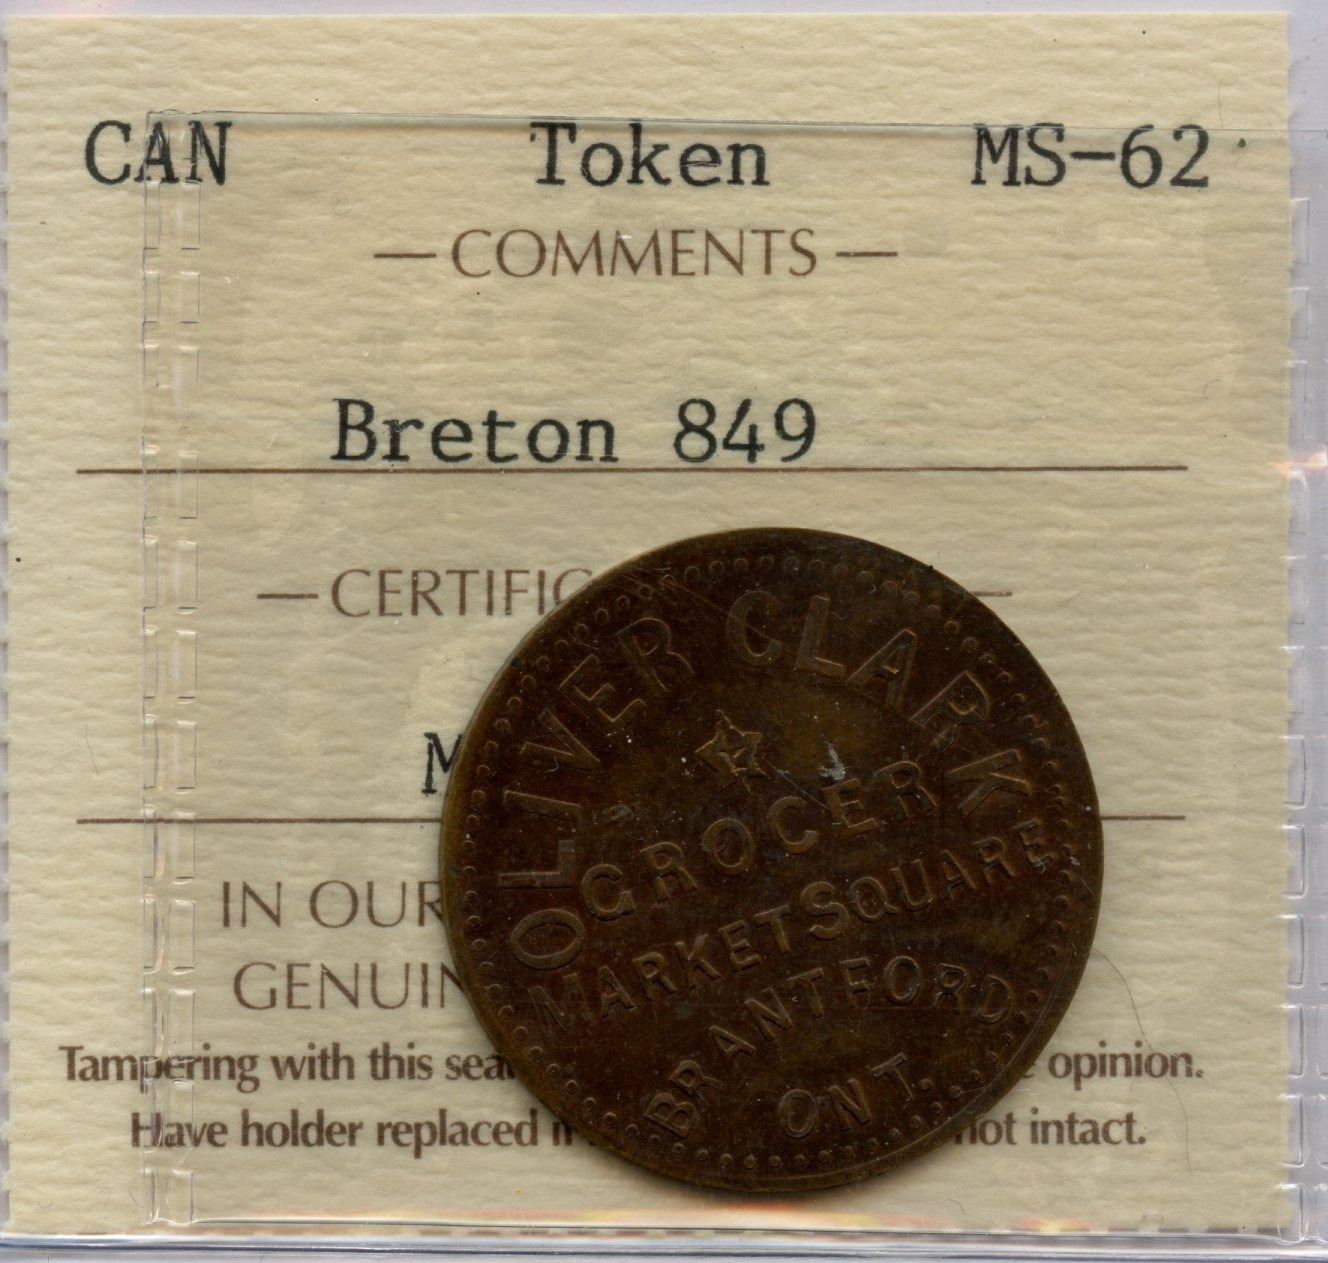 CAN Token MS-62
— COMMENTS —
Breton 849
— CERTIFIC —
M
IN OUR
GENUIN
Tampering with this sea opinion.
Have holder replaced not intact.
OLIVER CLARK
GROCER
MARKET SQUARE
BRANTFORD
ONT.